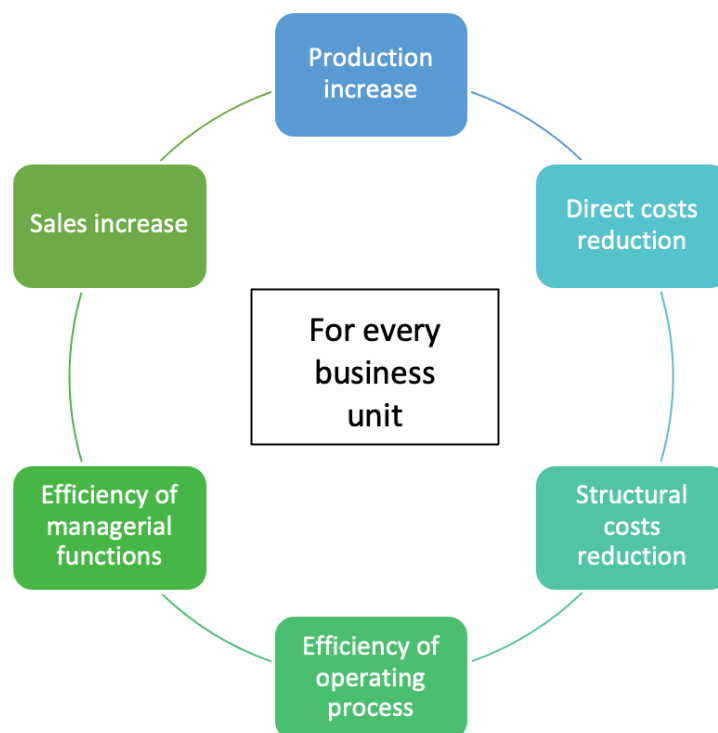 Production
increase
Direct costs
reduction
Structural
costs
reduction
Efficiency of
operating
process
Efficiency of
managerial
functions
Sales increase
For every
business
unit